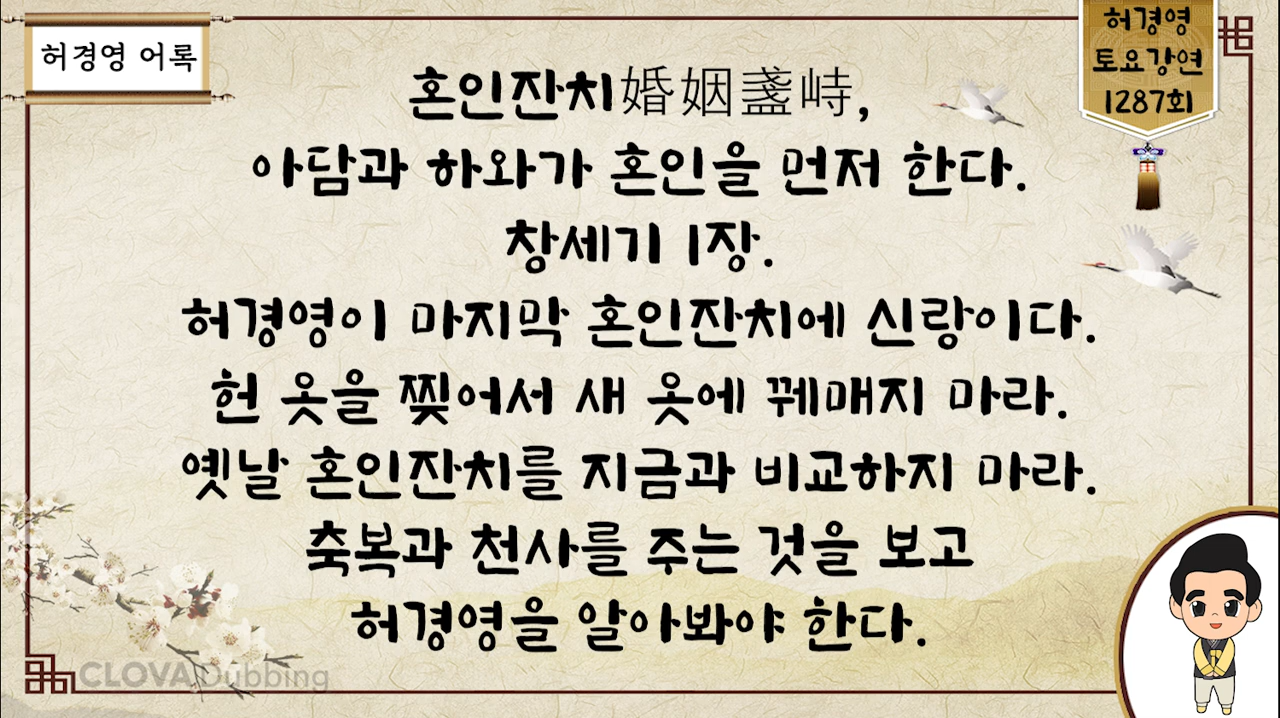 허경영 어록
허경영
토요강연
1287회
혼인잔치婚姻盞峙,
아담과 하와가 혼인을 먼저 한다.
창세기 1장.
허경영이 마지막 혼인잔치에 신랑이다.
헌 옷을 찢어서 새 옷에 꿰매지 마라.
옛날 혼인잔치를 지금과 비교하지 마라.
축복과 천사를 주는 것을 보고
허경영을 알아봐야 한다.
CLOVA Dubbing